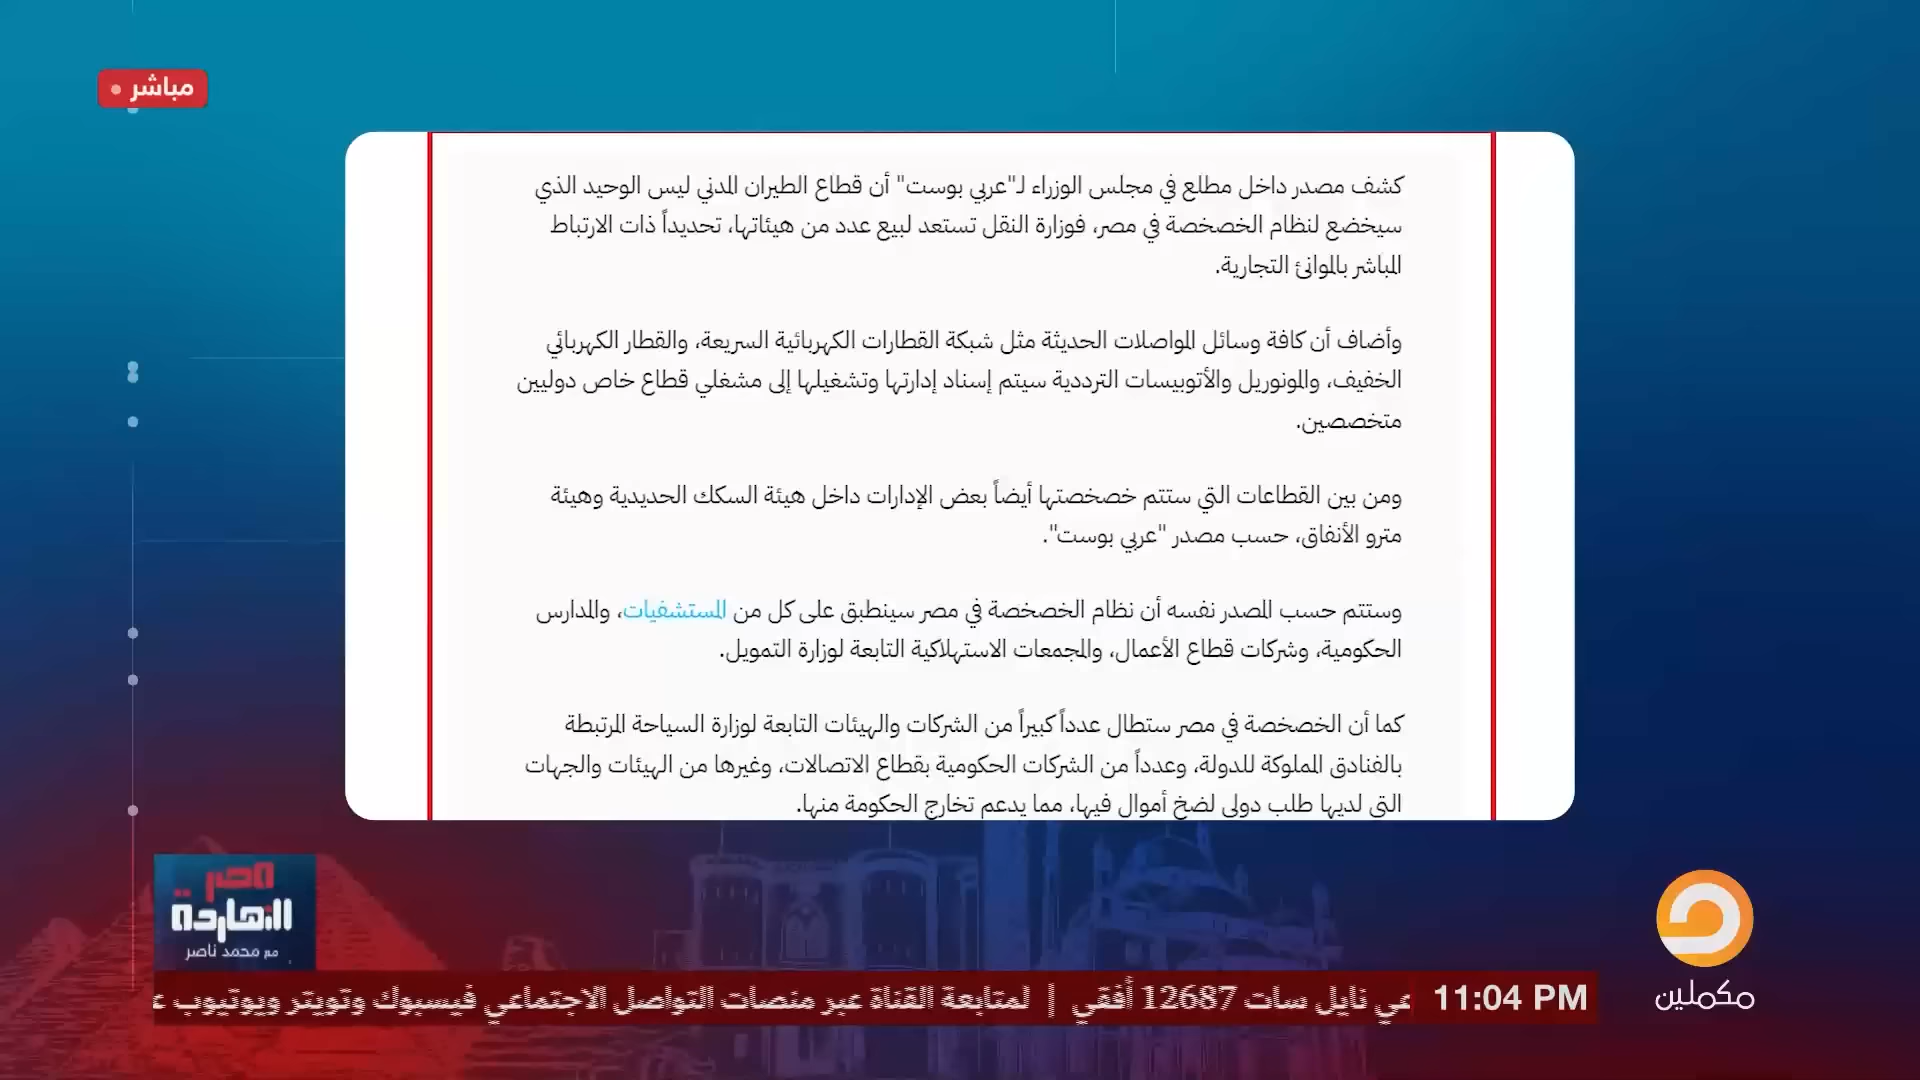 مباشر
كشف مصدر داخل مطلع في مجلس الوزراء لـ"عربي بوست" أن قطاع الطيران المدني ليس الوحيد الذي
سيخضع لنظام الخصخصة في مصر، فوزارة النقل تستعد لبيع عدد من هيئاتها، تحديداً ذات الارتباط
المباشر بالموانئ التجارية.
وأضاف أن كافة وسائل المواصلات الحديثة مثل شبكة القطارات الكهربائية السريعة، والقطار الكهربائي
الخفيف، والمونوريل والأتوبيسات الترددية سيتم إسناد إدارتها وتشغيلها إلى مشغلي قطاع خاص دوليين
متخصصين.
ومن بين القطاعات التي ستتم خصخصتها أيضاً بعض الإدارات داخل هيئة السكك الحديدية وهيئة
مترو الأنفاق، حسب مصدر "عربي بوست".
وستتم حسب المصدر نفسه أن نظام الخصخصة في مصر سينطبق على كل من المستشفيات، والمدارس
الحكومية، وشركات قطاع الأعمال، والمجمعات الاستهلاكية التابعة لوزارة التمويل.
كما أن الخصخصة في مصر ستطال عدداً كبيراً من الشركات والهيئات التابعة لوزارة السياحة المرتبطة
بالفنادق المملوكة للدولة، وعدداً من الشركات الحكومية بقطاع الاتصالات، وغيرها من الهيئات والجهات
التي لديها طلب دولي لضخ أموال فيها، مما يدعم تخارج الحكومة منها.
مصر
النهاردة
مع محمد ناصر
مكملين
11:04 PM
عي نايل سات 12687 أفقي | لمتابعة القناة عبر منصات التواصل الاجتماعي فيسبوك وتويتر ويوتيوب ع